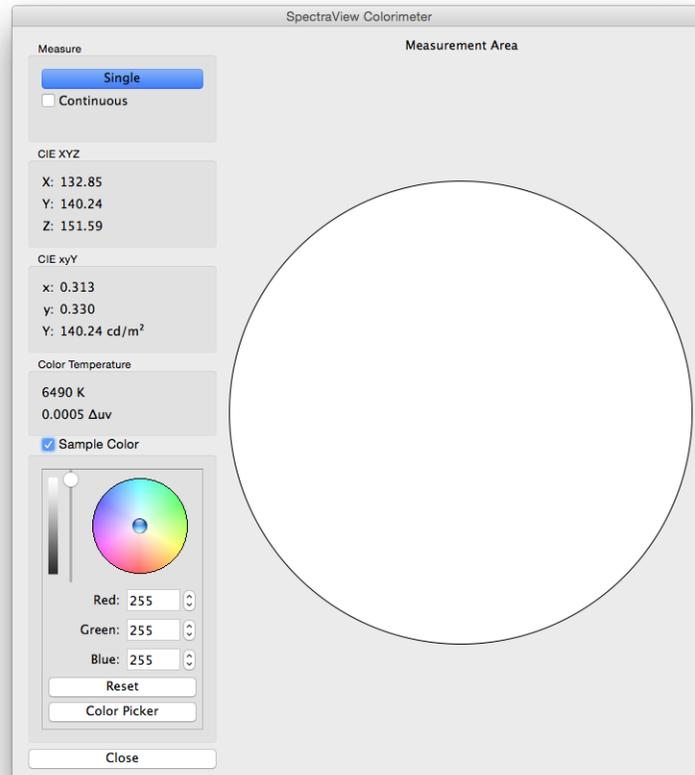 SpectraView Colorimeter
Measure
Single
Continuous
CIE XYZ
X: 132.85
Y: 140.24
Z: 151.59
CIE xyY
x: 0.313
y: 0.330
Y: 140.24 cd/m²
Color Temperature
6490 K
0.0005 Δuv
Sample Color
Red: 255
Green: 255
Blue: 255
Reset
Color Picker
Close
Measurement Area